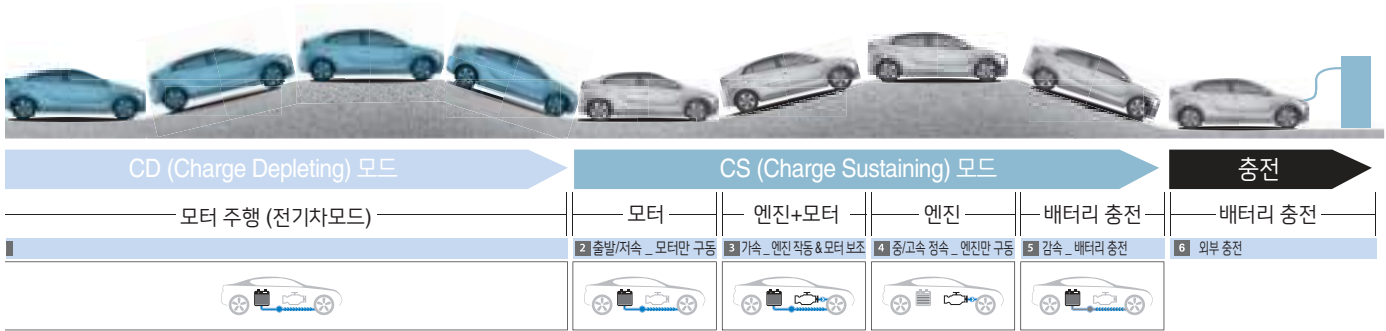 CD (Charge Depleting) 모드
CS (Charge Sustaining) 모드
충전
모터 주행 (전기차모드)
모터
엔진+모터
엔진
배터리 충전
배터리 충전
2 출발/저속 _ 모터만 구동
3 가속 _ 엔진 작동 & 모터 보조
4 중/고속 정속 _ 엔진만 구동
5 감속 _ 배터리 충전
6 외부 충전